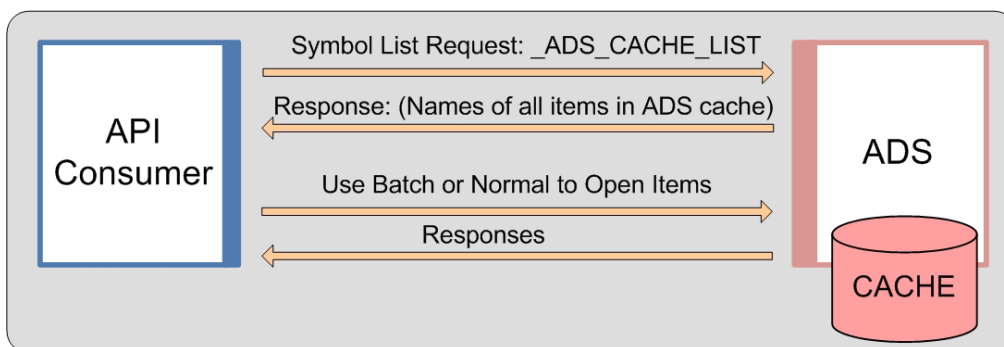 Symbol List Request: _ADS_CACHE_LIST
Response: (Names of all items in ADS cache)
API
Consumer
ADS
Use Batch or Normal to Open Items
Responses
CACHE